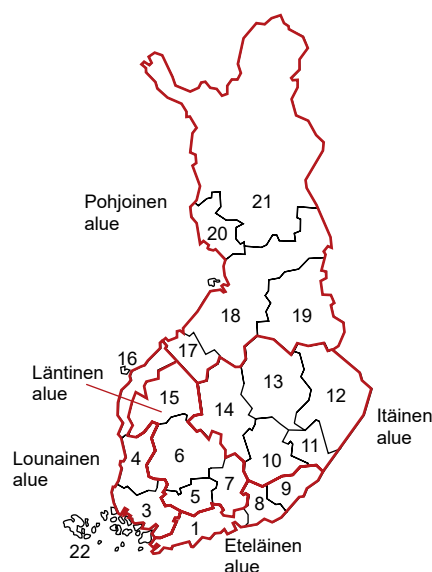 21
Pohjoinen
alue
20
18
19
17
16
Läntinen
alue
15
13
12
14
Itäinen
alue
11
4
6
10
Lounainen
alue
7
9
5
8
3
1
22
Eteläinen
alue